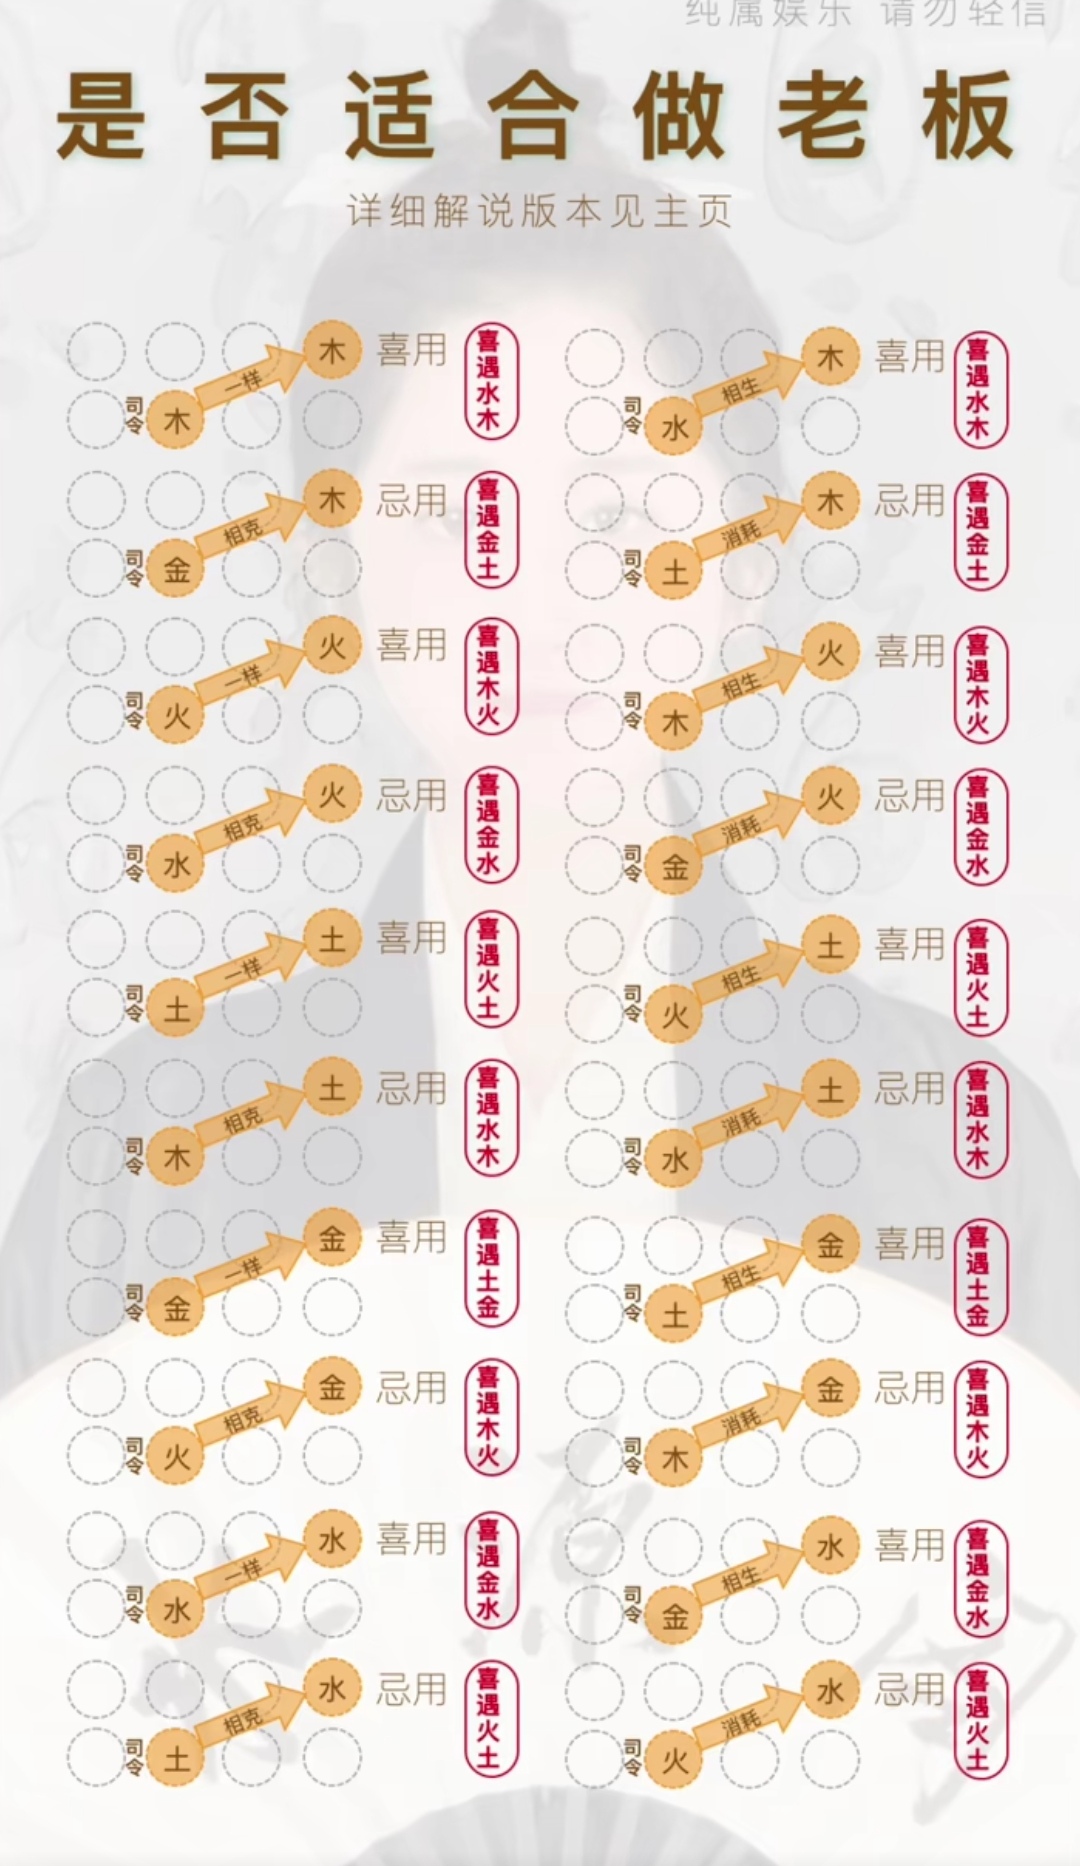 纯属娱乐 请勿轻信
是否适合做老板
详细解说版本见主页
木 喜用 喜遇水木
一样
司令 木
木 喜用 喜遇水木
相生
司令 水
木 忌用 喜遇金土
相克
司令 金
木 忌用 喜遇金土
消耗
司令 土
火 喜用 喜遇木火
一样
司令 火
火 喜用 喜遇木火
相生
司令 木
火 忌用 喜遇金水
相克
司令 水
火 忌用 喜遇金水
消耗
司令 金
土 喜用 喜遇火土
一样
司令 土
土 喜用 喜遇火土
相生
司令 火
土 忌用 喜遇水木
相克
司令 木
土 忌用 喜遇水木
消耗
司令 水
金 喜用 喜遇土金
一样
司令 金
金 喜用 喜遇土金
相生
司令 土
金 忌用 喜遇木火
相克
司令 火
金 忌用 喜遇木火
消耗
司令 木
水 喜用 喜遇金水
一样
司令 水
水 喜用 喜遇金水
相生
司令 金
水 忌用 喜遇火土
相克
司令 土
水 忌用 喜遇火土
消耗
司令 火